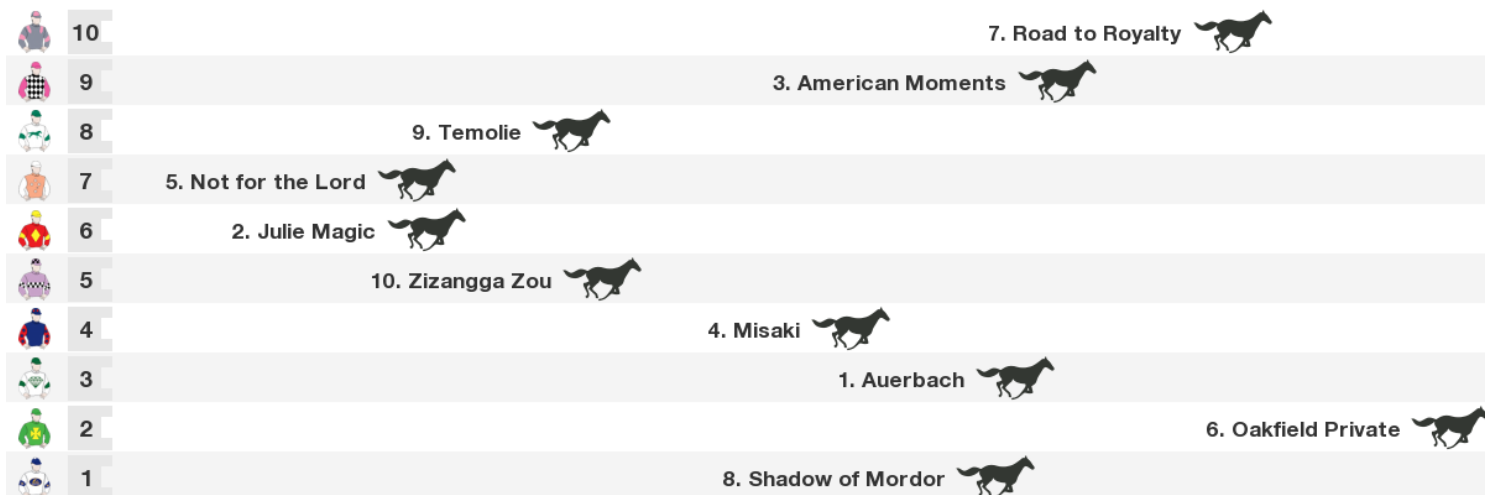 10 7. Road to Royalty
9 3. American Moments
8 9. Temolie
7 5. Not for the Lord
6 2. Julie Magic
5 10. Zizangga Zou
4 4. Misaki
3 1. Auerbach
2 6. Oakfield Private
1 8. Shadow of Mordor